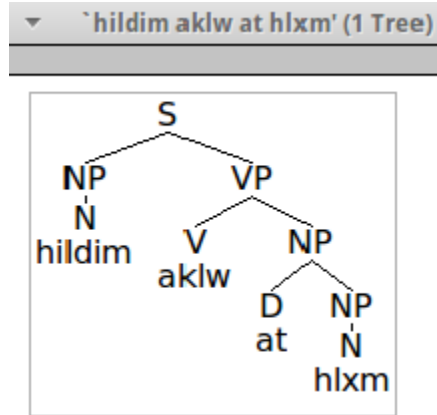 `hildim aklw at hlxm' (1 Tree)
S
NP VP
N V NP
hildim aklw D NP
at N
hlxm